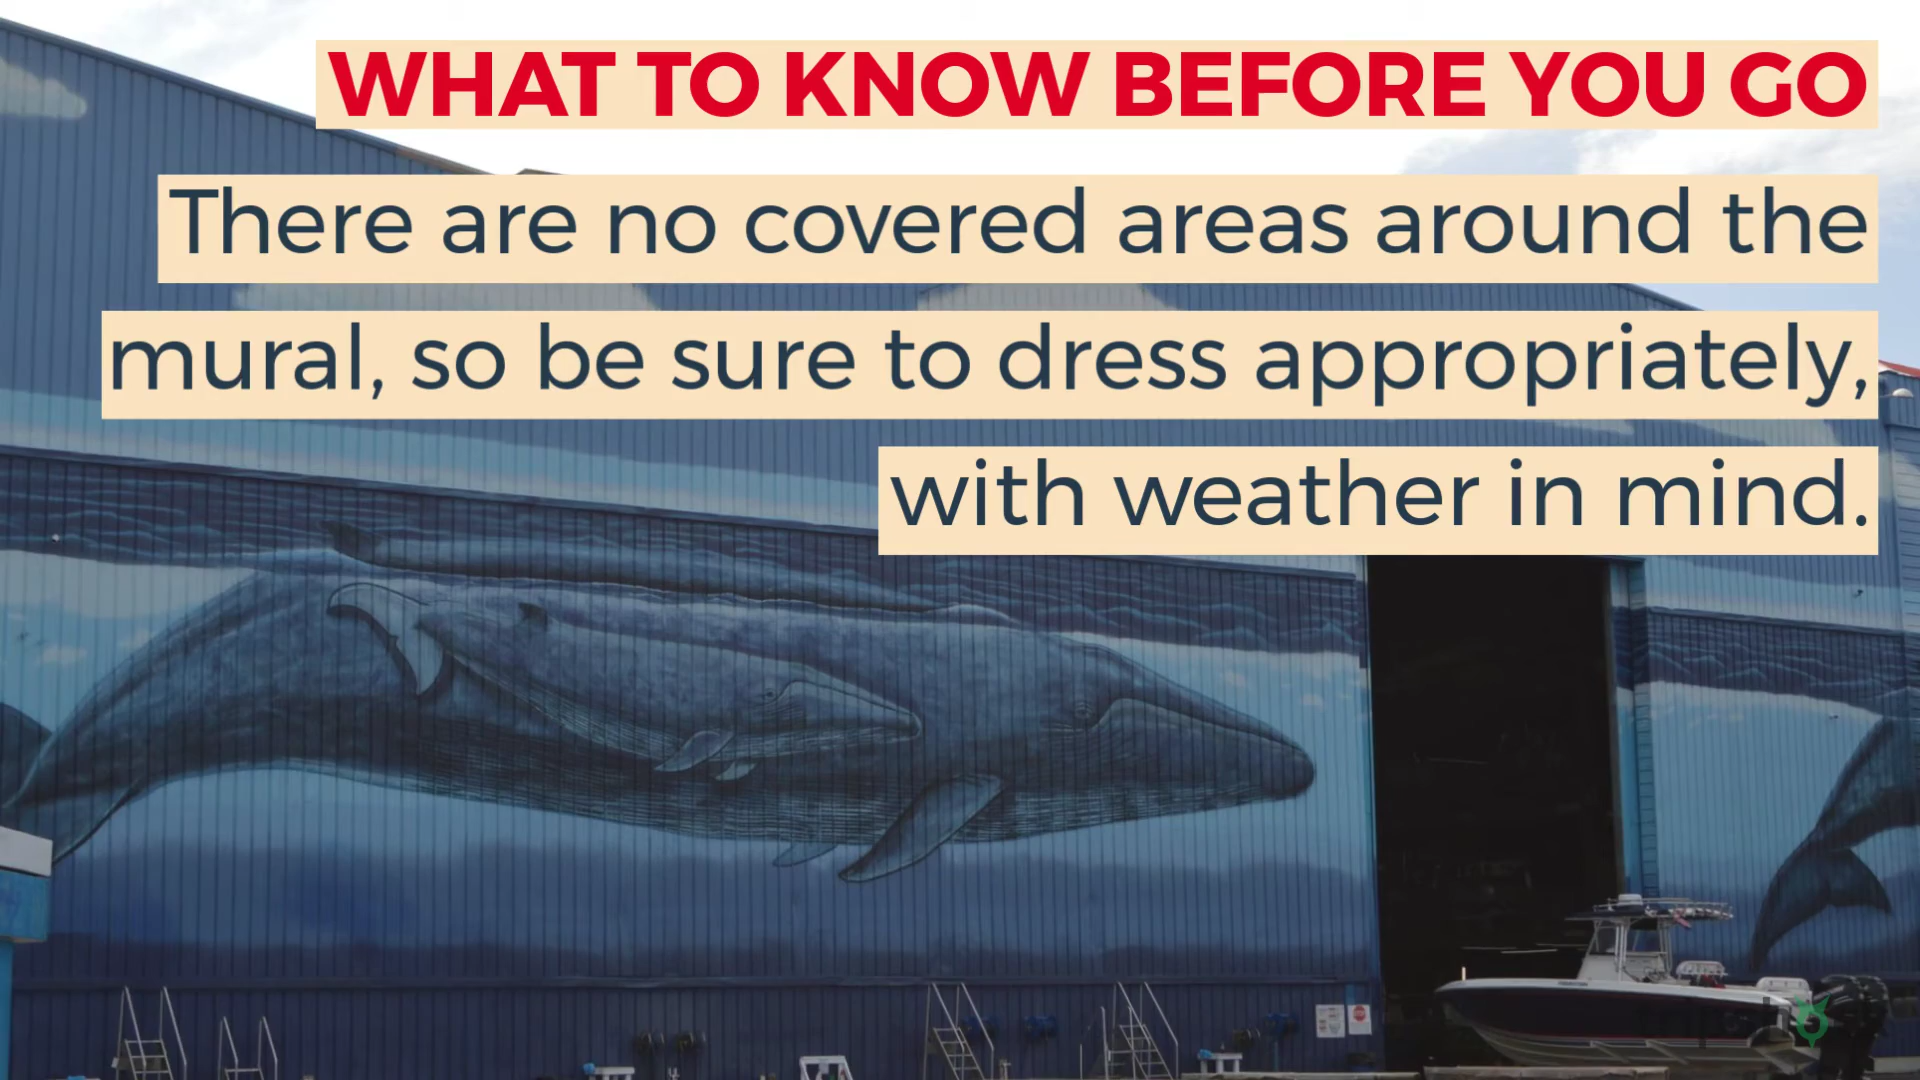 WHAT TO KNOW BEFORE YOU GO
There are no covered areas around the
mural, so be sure to dress appropriately,
with weather in mind.